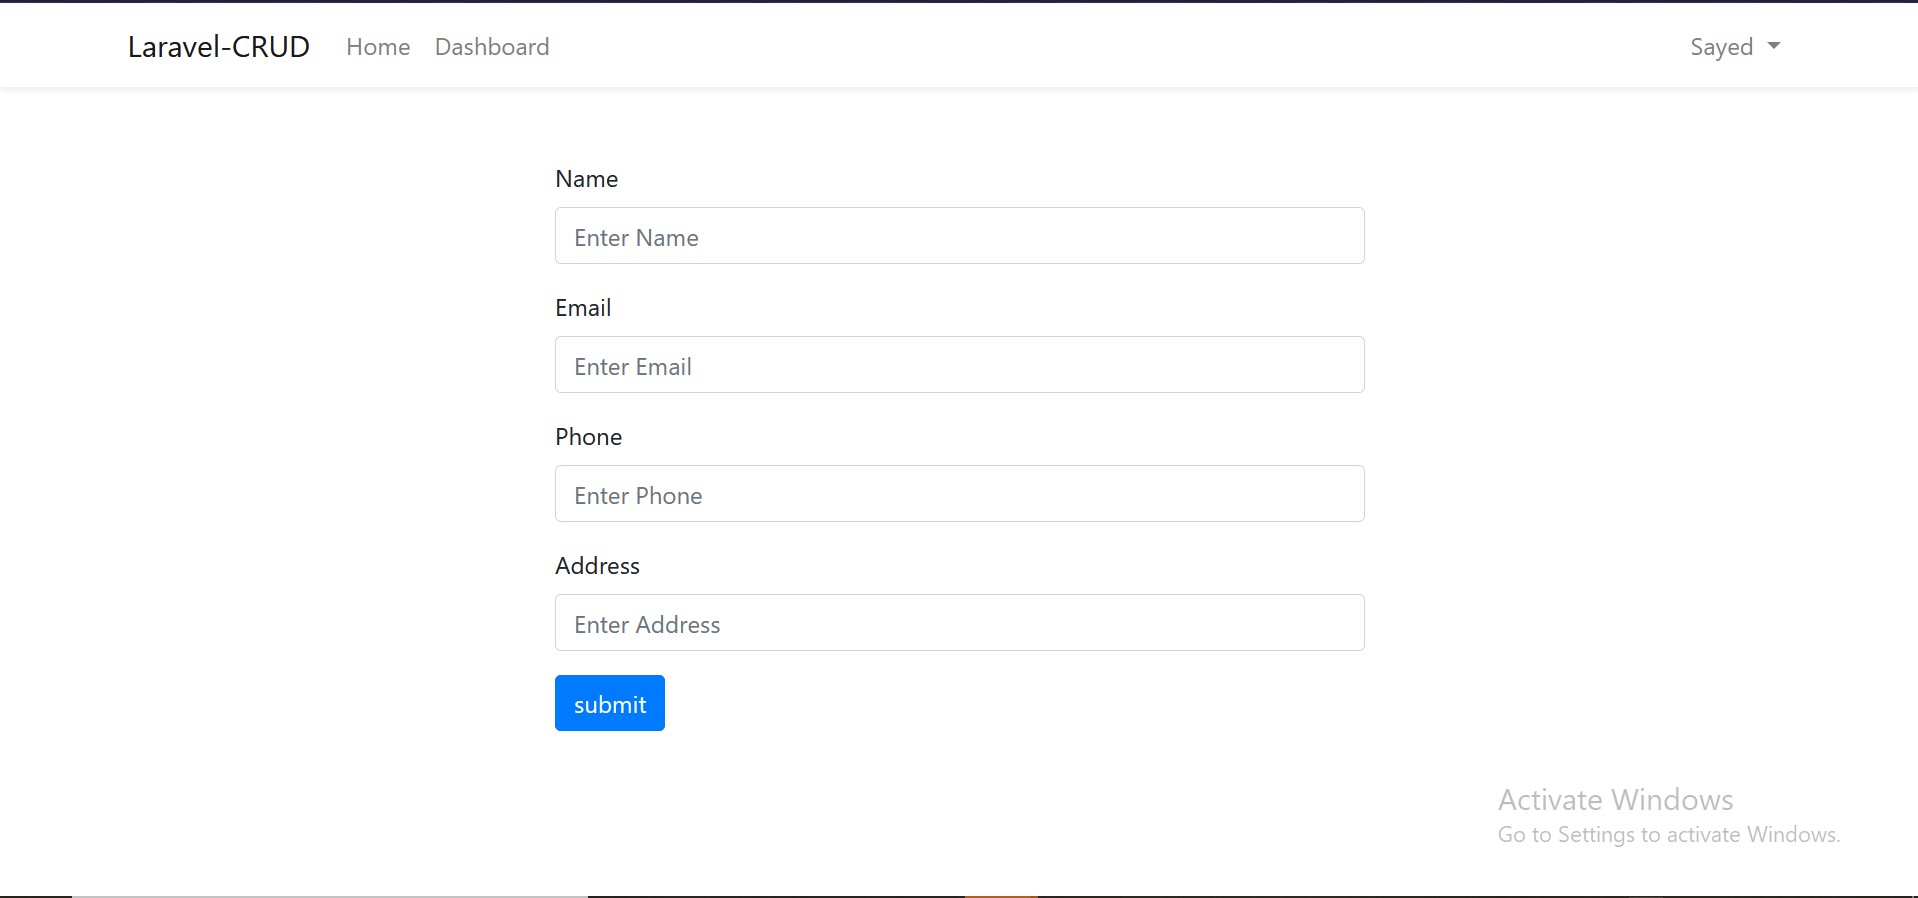 Laravel-CRUD Home Dashboard Sayed
Name
Enter Name
Email
Enter Email
Phone
Enter Phone
Address
Enter Address
submit
Activate Windows
Go to Settings to activate Windows.